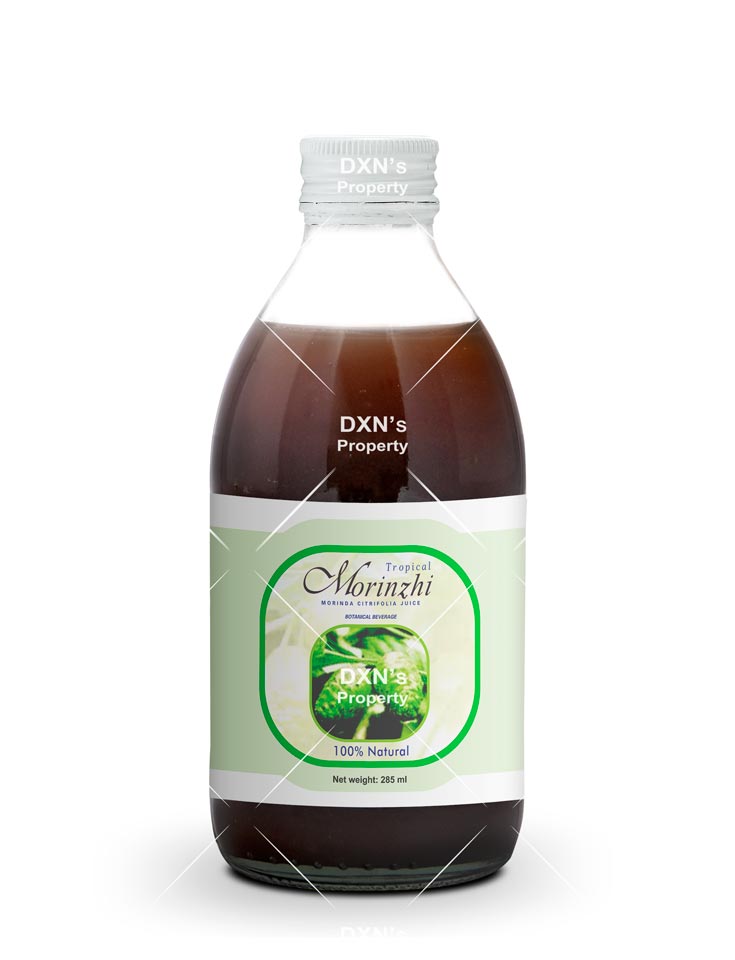 DXN's
Property
DXN's
Property
Tropical
Morinzhi
MORINDA CITRIFOLIA JUICE
BOTANICAL BEVERAGE
DXN's
Property
100% Natural
Net weight: 285 ml
DXN's